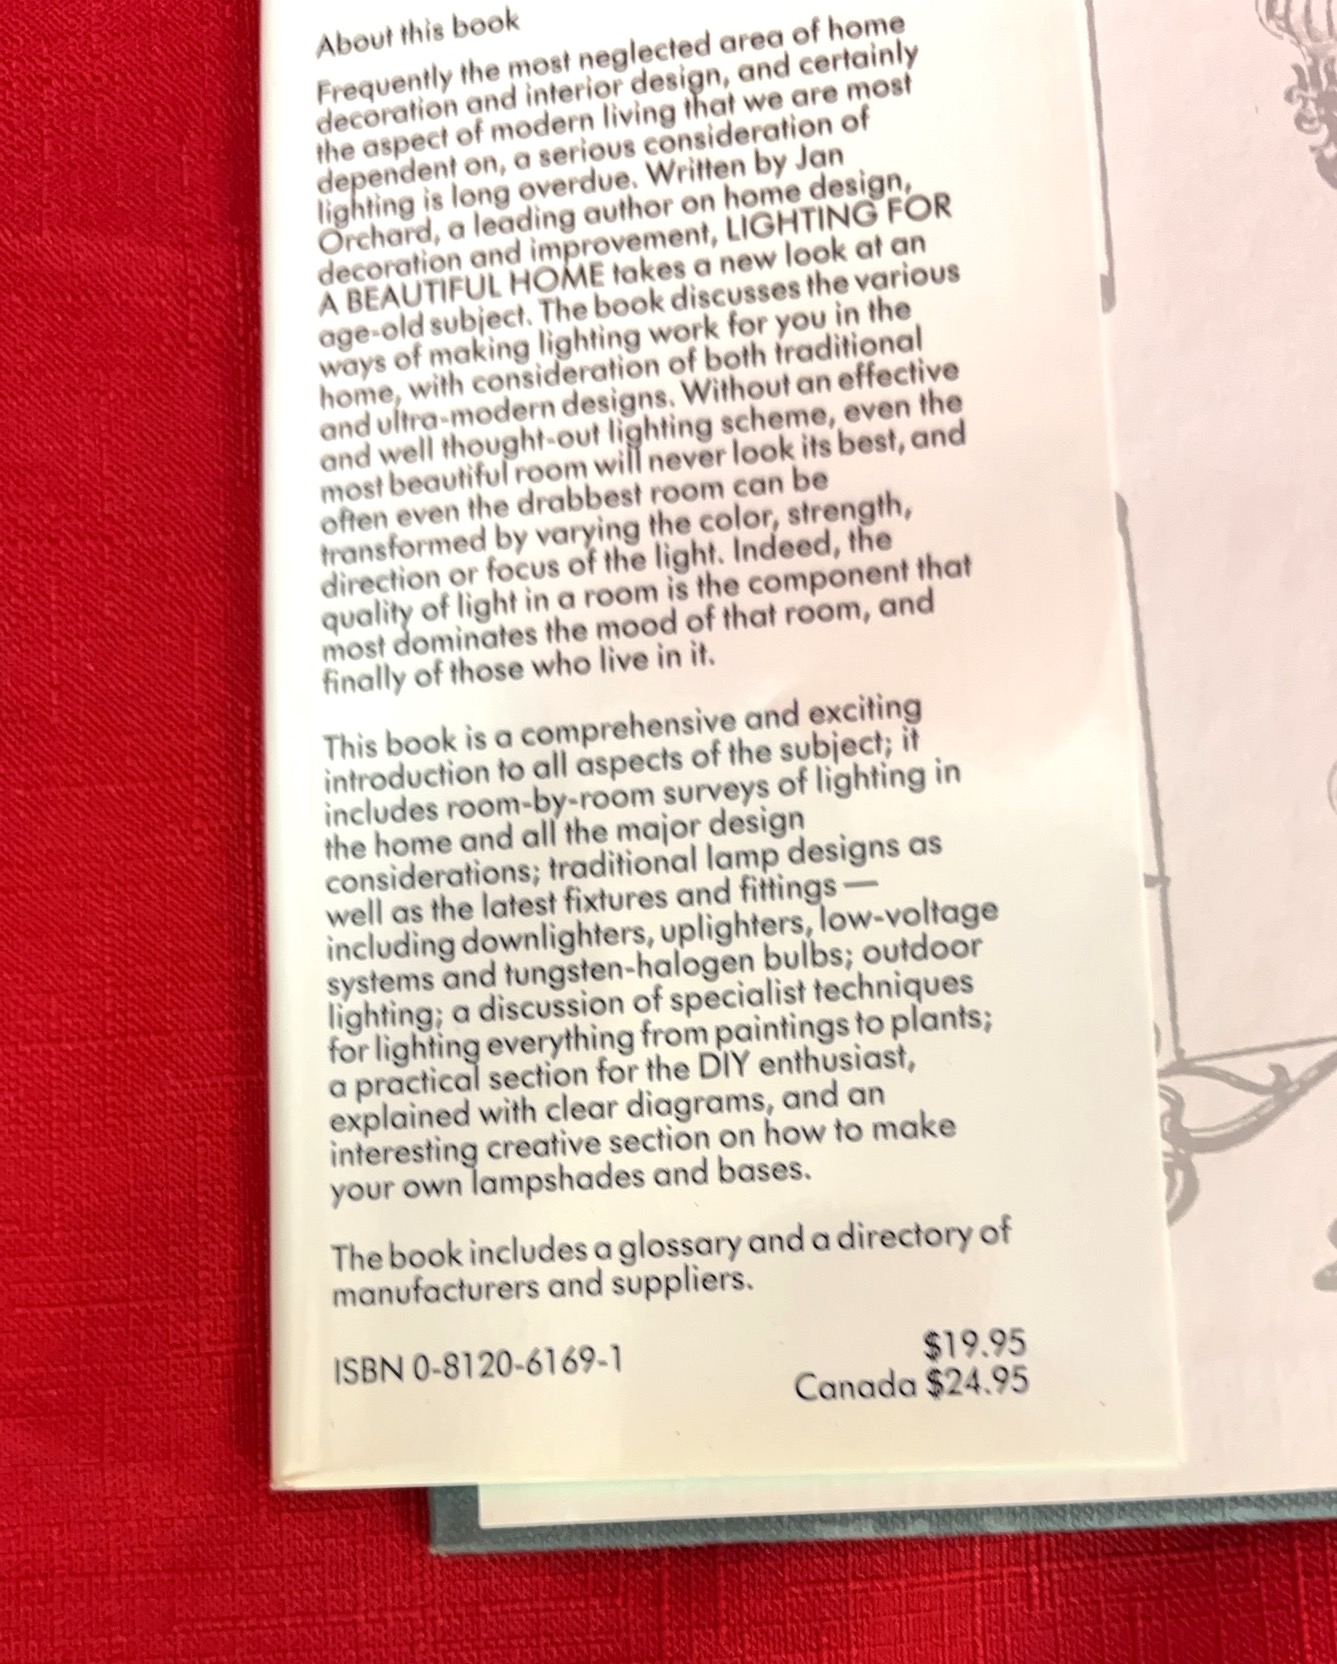 About this book
Frequently the most neglected area of home
decoration and interior design, and certainly
the aspect of modern living that we are most
dependent on, a serious consideration of
lighting is long overdue. Written by Jan
Orchard, a leading author on home design,
decoration and improvement, LIGHTING FOR
A BEAUTIFUL HOME takes a new look at an
age-old subject. The book discusses the various
ways of making lighting work for you in the
home, with consideration of both traditional
and ultra-modern designs. Without an effective
and well thought-out lighting scheme, even the
most beautiful room will never look its best, and
often even the drabbest room can be
transformed by varying the color, strength,
direction or focus of the light. Indeed, the
quality of light in a room is the component that
most dominates the mood of that room, and
finally of those who live in it.
This book is a comprehensive and exciting
introduction to all aspects of the subject; it
includes room-by-room surveys of lighting in
the home and all the major design
considerations; traditional lamp designs as
well as the latest fixtures and fittings —
including downlighters, uplighters, low-voltage
systems and tungsten-halogen bulbs; outdoor
lighting; a discussion of specialist techniques
for lighting everything from paintings to plants;
a practical section for the DIY enthusiast,
explained with clear diagrams, and an
interesting creative section on how to make
your own lampshades and bases.
The book includes a glossary and a directory of
manufacturers and suppliers.
ISBN 0-8120-6169-1
$19.95
Canada $24.95